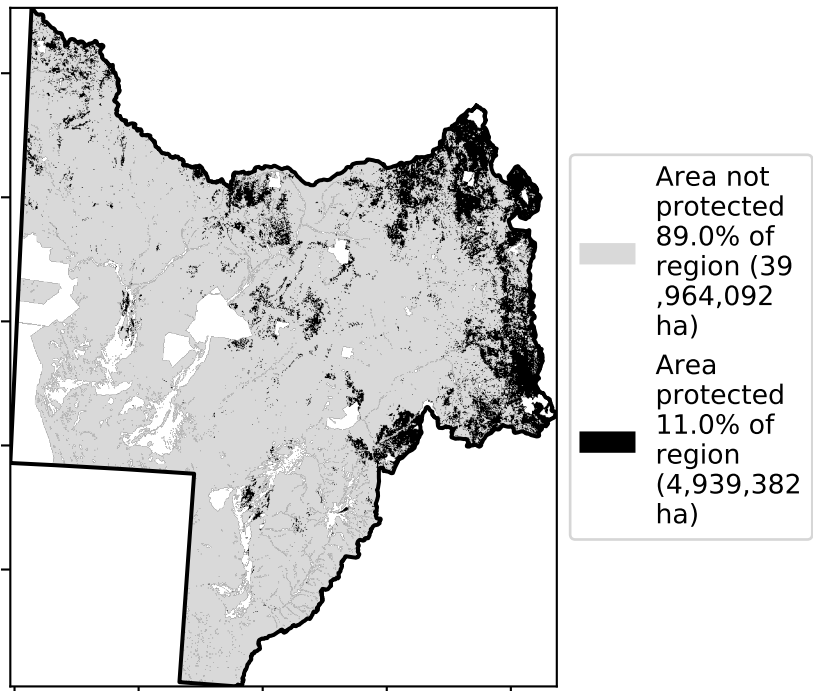 Area not
protected
89.0% of
region (39
,964,092
ha)
Area
protected
11.0% of
region
(4,939,382
ha)